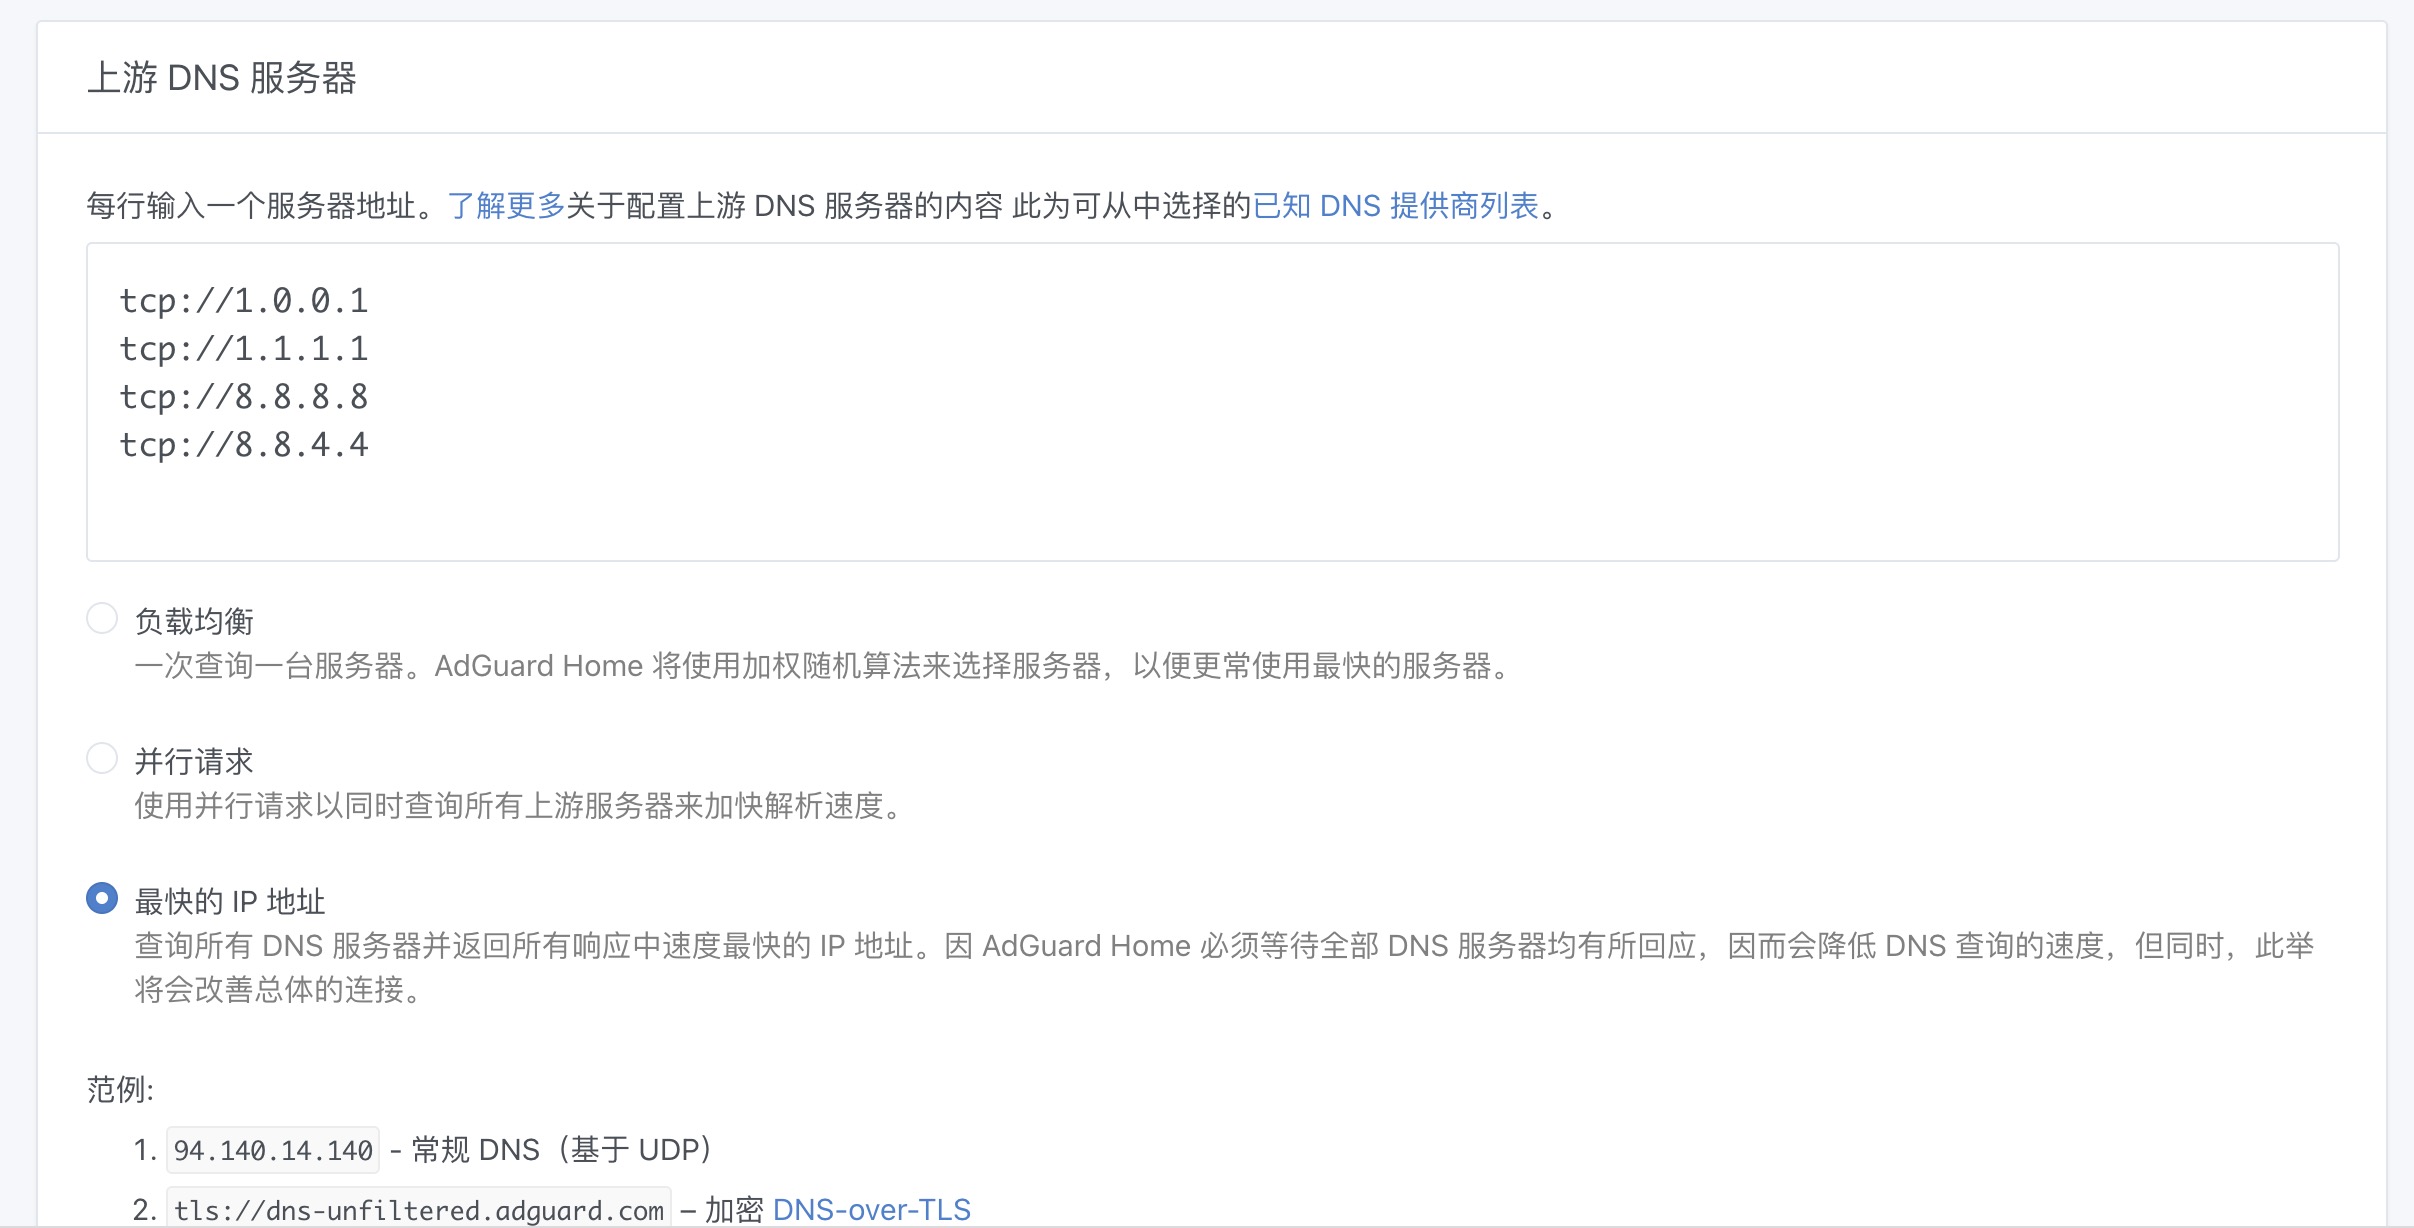 上游 DNS 服务器
每行输入一个服务器地址。了解更多关于配置上游 DNS 服务器的内容 此为可从中选择的已知 DNS 提供商列表。
tcp://1.0.0.1
tcp://1.1.1.1
tcp://8.8.8.8
tcp://8.8.4.4
负载均衡
一次查询一台服务器。AdGuard Home 将使用加权随机算法来选择服务器，以便更常使用最快的服务器。
并行请求
使用并行请求以同时查询所有上游服务器来加快解析速度。
最快的 IP 地址
查询所有 DNS 服务器并返回所有响应中速度最快的 IP 地址。因 AdGuard Home 必须等待全部 DNS 服务器均有所回应，因而会降低 DNS 查询的速度，但同时，此举
将会改善总体的连接。
范例:
1. 94.140.14.140 - 常规 DNS（基于 UDP）
2. tls://dns-unfiltered.adguard.com – 加密 DNS-over-TLS